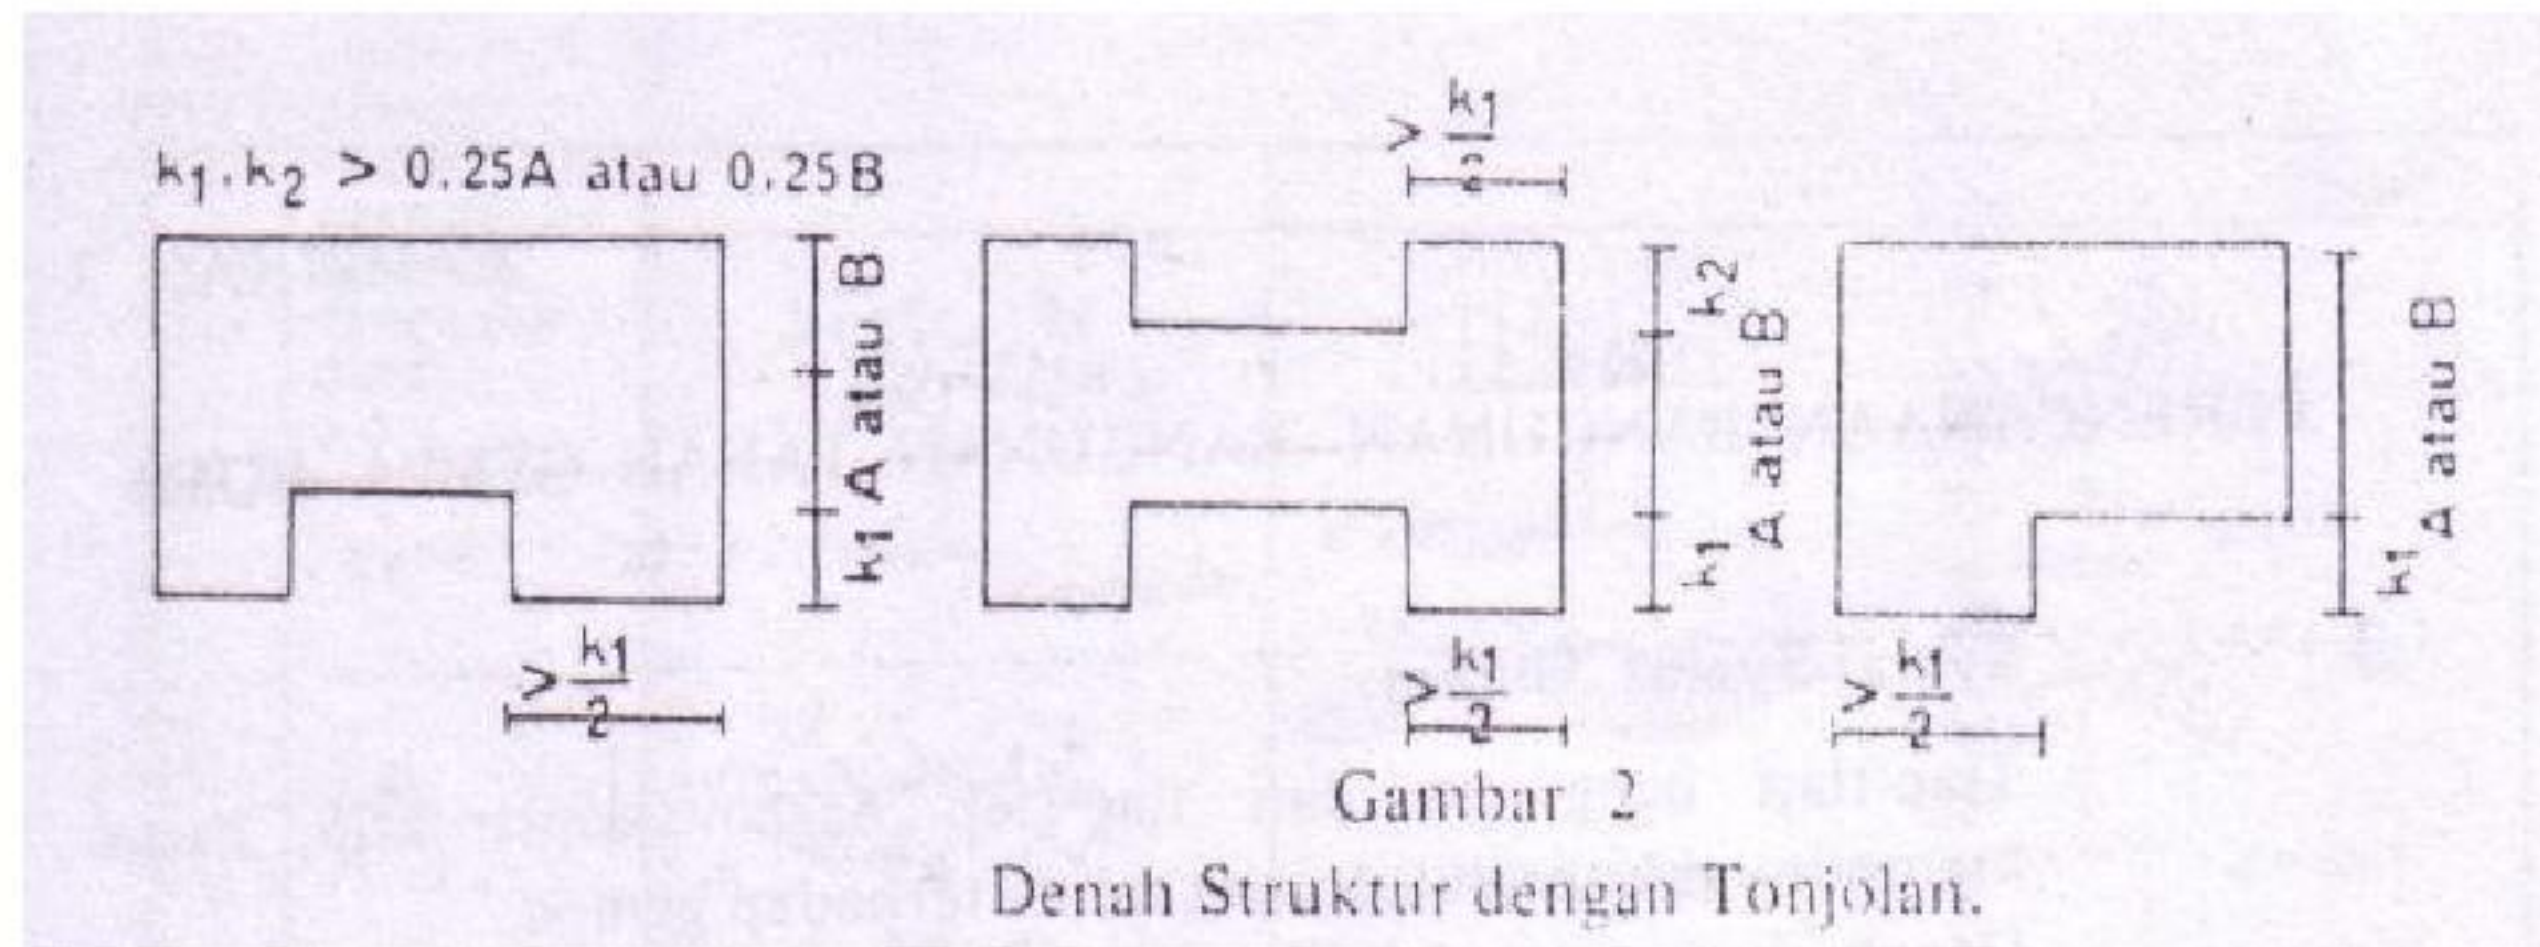 k1.k2 > 0.25A atau 0.25B
> k1/2
k1 A atau B
> k1/2
k2
A atau B
k1
> k1/2
A atau B
k1
> k1/2
Gambar 2
Denah Struktur dengan Tonjolan.